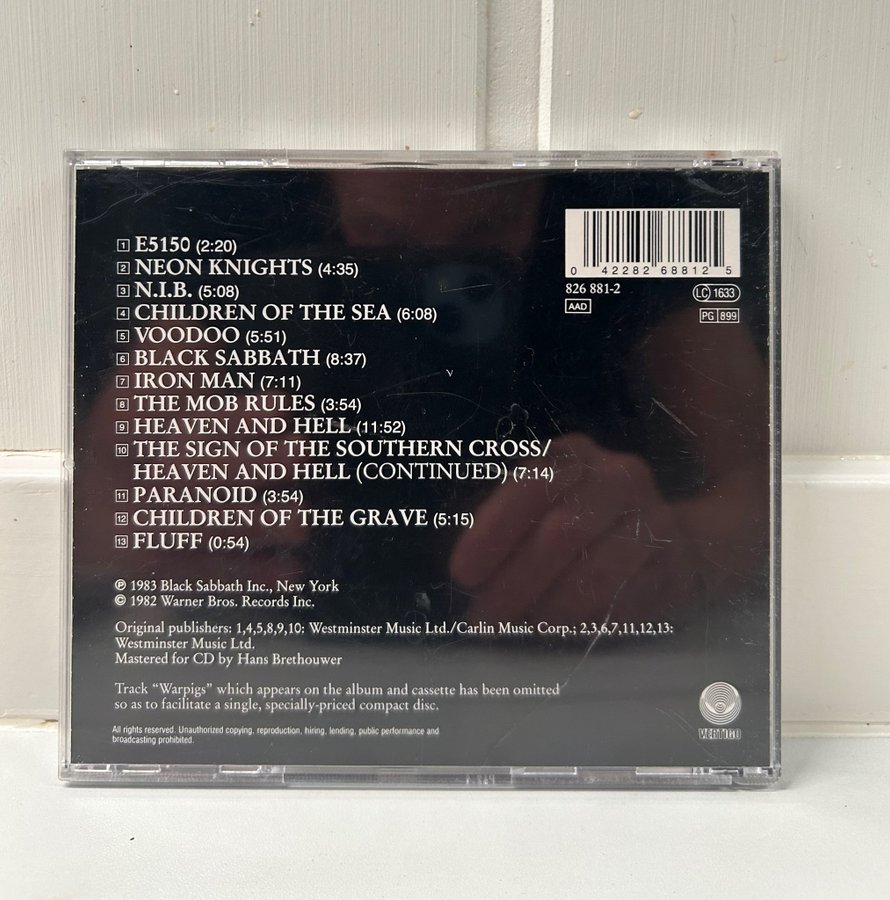 1 E5150 (2:20)
2 NEON KNIGHTS (4:35)
3 N.I.B. (5:08)
4 CHILDREN OF THE SEA (6:08)
5 VOODOO (5:51)
6 BLACK SABBATH (8:37)
7 IRON MAN (7:11)
8 THE MOB RULES (3:54)
9 HEAVEN AND HELL (11:52)
10 THE SIGN OF THE SOUTHERN CROSS/
HEAVEN AND HELL (CONTINUED) (7:14)
11 PARANOID (3:54)
12 CHILDREN OF THE GRAVE (5:15)
13 FLUFF (0:54)
0 42282 68812 5
826 881-2
AAD
LC 1633
PG 899
℗ 1983 Black Sabbath Inc., New York
© 1982 Warner Bros. Records Inc.
Original publishers: 1,4,5,8,9,10: Westminster Music Ltd./Carlin Music Corp.; 2,3,6,7,11,12,13:
Westminster Music Ltd.
Mastered for CD by Hans Brethouwer
Track “Warpigs” which appears on the album and cassette has been omitted
so as to facilitate a single, specially-priced compact disc.
All rights reserved. Unauthorized copying, reproduction, hiring, lending, public performance and
broadcasting prohibited.
VERTIGO